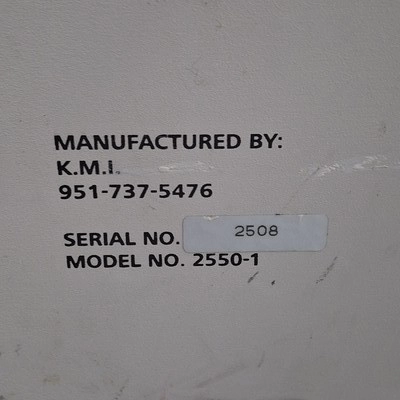 MANUFACTURED BY:
K.M.I.
951-737-5476
SERIAL NO. 2508
MODEL NO. 2550-1